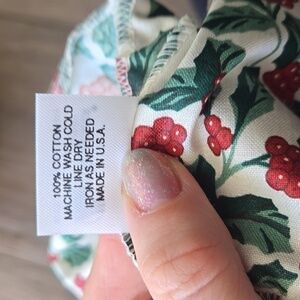 100% COTTON
MACHINE WASH COLD
LINE DRY
IRON AS NEEDED
MADE IN U.S.A.